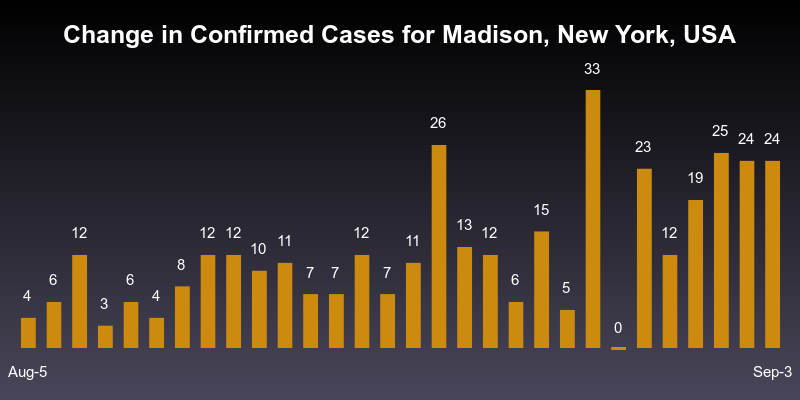 Change in Confirmed Cases for Madison, New York, USA
4 6 12 3 6 4 8 12 12 10 11 7 7 12 7 11 26 13 12 6 15 5 33 0 23 12 19 25 24 24
Aug-5 Sep-3